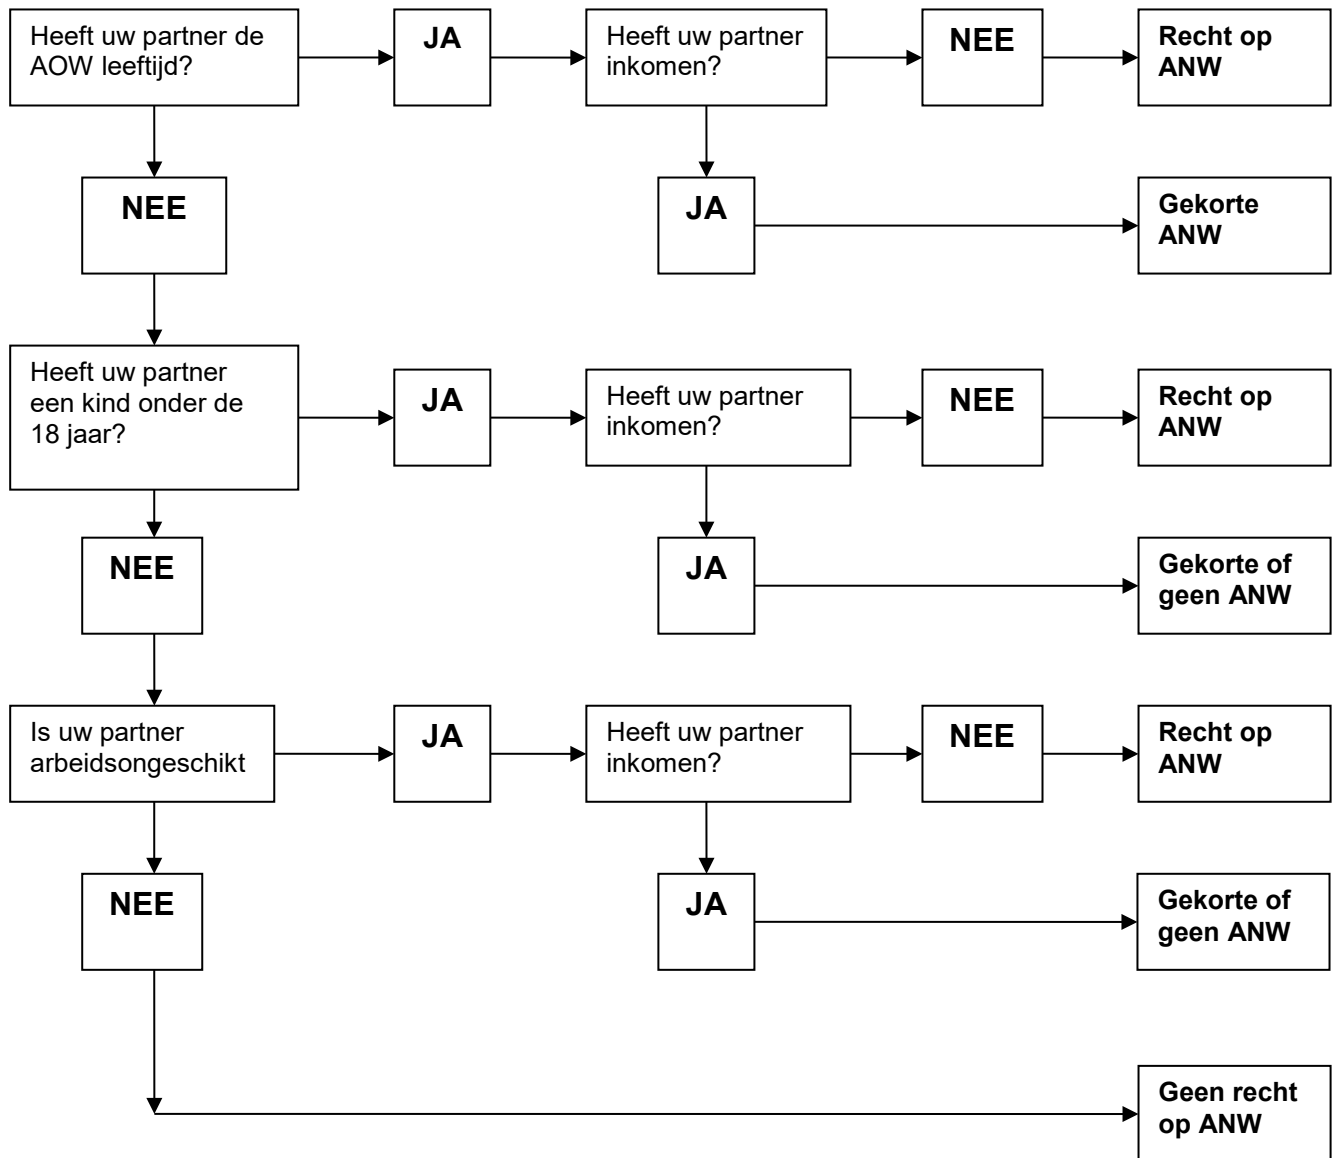 Heeft uw partner de
AOW leeftijd?
JA
Heeft uw partner
inkomen?
NEE
Recht op
ANW
NEE
JA
Gekorte
ANW
Heeft uw partner
een kind onder de
18 jaar?
JA
Heeft uw partner
inkomen?
NEE
Recht op
ANW
NEE
JA
Gekorte of
geen ANW
Is uw partner
arbeidsongeschikt
JA
Heeft uw partner
inkomen?
NEE
Recht op
ANW
NEE
JA
Gekorte of
geen ANW
Geen recht
op ANW